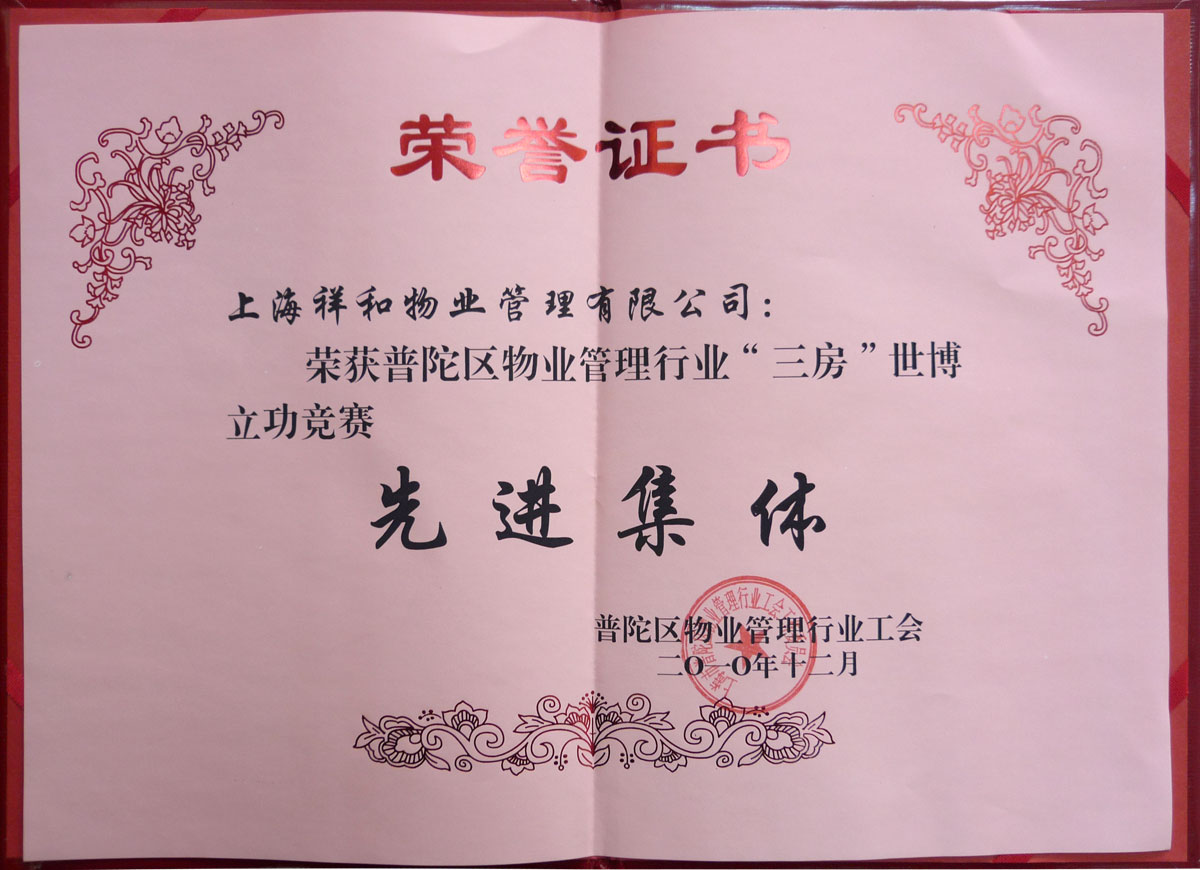 荣誉证书
上海祥和物业管理有限公司：
荣获普陀区物业管理行业“三房”世博
立功竞赛
先进集体
普陀区物业管理行业工会
二〇一〇年十二月